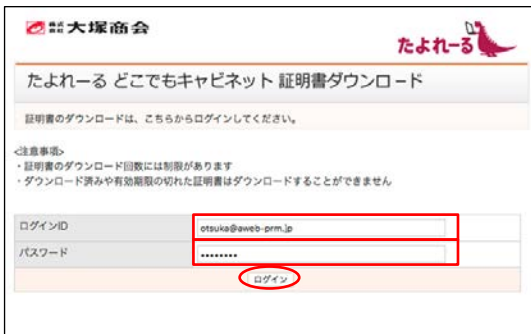 株式会社 大塚商会
たよれーる
たよれーる どこでもキャビネット 証明書ダウンロード
証明書のダウンロードは、こちらからログインしてください。
<注意事項>
・証明書のダウンロード回数には制限があります
・ダウンロード済みや有効期限の切れた証明書はダウンロードすることができません
ログインID otsuka@aweb-prm.jp
パスワード ••••••••
ログイン